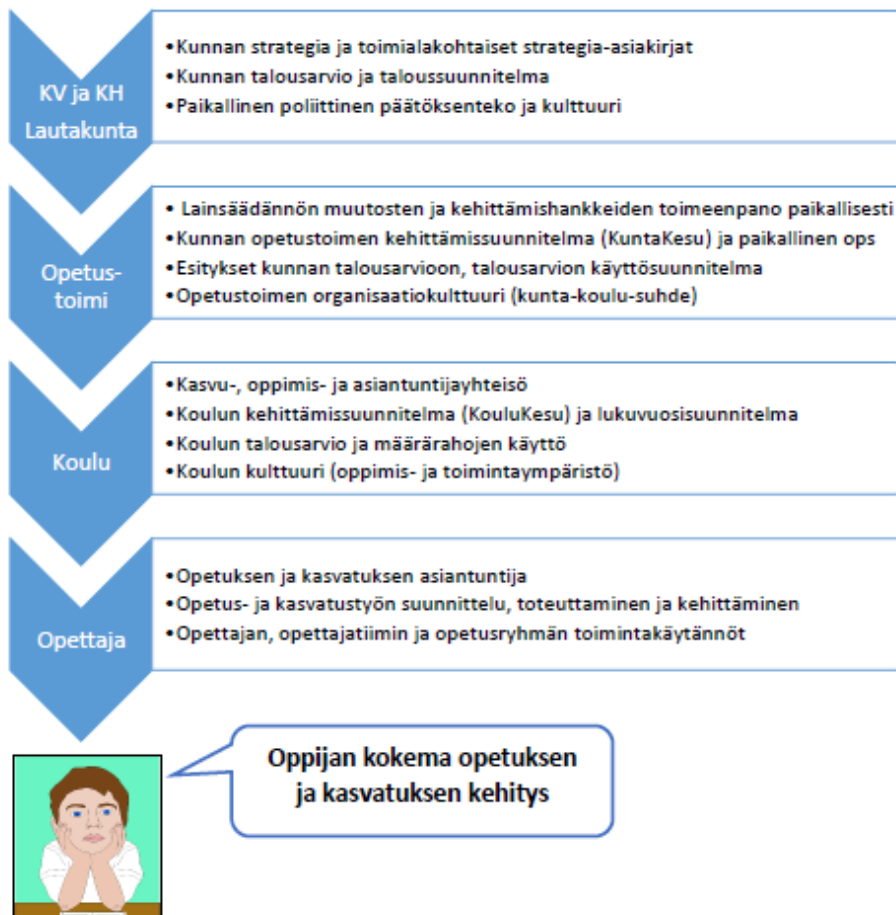 KV ja KH
Lautakunta
•Kunnan strategia ja toimialakohtaiset strategia-asiakirjat
•Kunnan talousarvio ja taloussuunnitelma
•Paikallinen poliittinen päätöksenteko ja kulttuuri
Opetus-
toimi
• Lainsäädännön muutosten ja kehittämishankkeiden toimeenpano paikallisesti
•Kunnan opetustoimen kehittämissuunnitelma (KuntaKesu) ja paikallinen ops
•Esitykset kunnan talousarvioon, talousarvion käyttösuunnitelma
•Opetustoimen organisaatiokulttuuri (kunta-koulu-suhde)
Koulu
•Kasvu-, oppimis- ja asiantuntijayhteisö
•Koulun kehittämissuunnitelma (KouluKesu) ja lukuvuosisuunnitelma
•Koulun talousarvio ja määrärahojen käyttö
•Koulun kulttuuri (oppimis- ja toimintaympäristö)
Opettaja
•Opetuksen ja kasvatuksen asiantuntija
•Opetus- ja kasvatustyön suunnittelu, toteuttaminen ja kehittäminen
•Opettajan, opettajatiimin ja opetusryhmän toimintakäytännöt
Oppijan kokema opetuksen
ja kasvatuksen kehitys